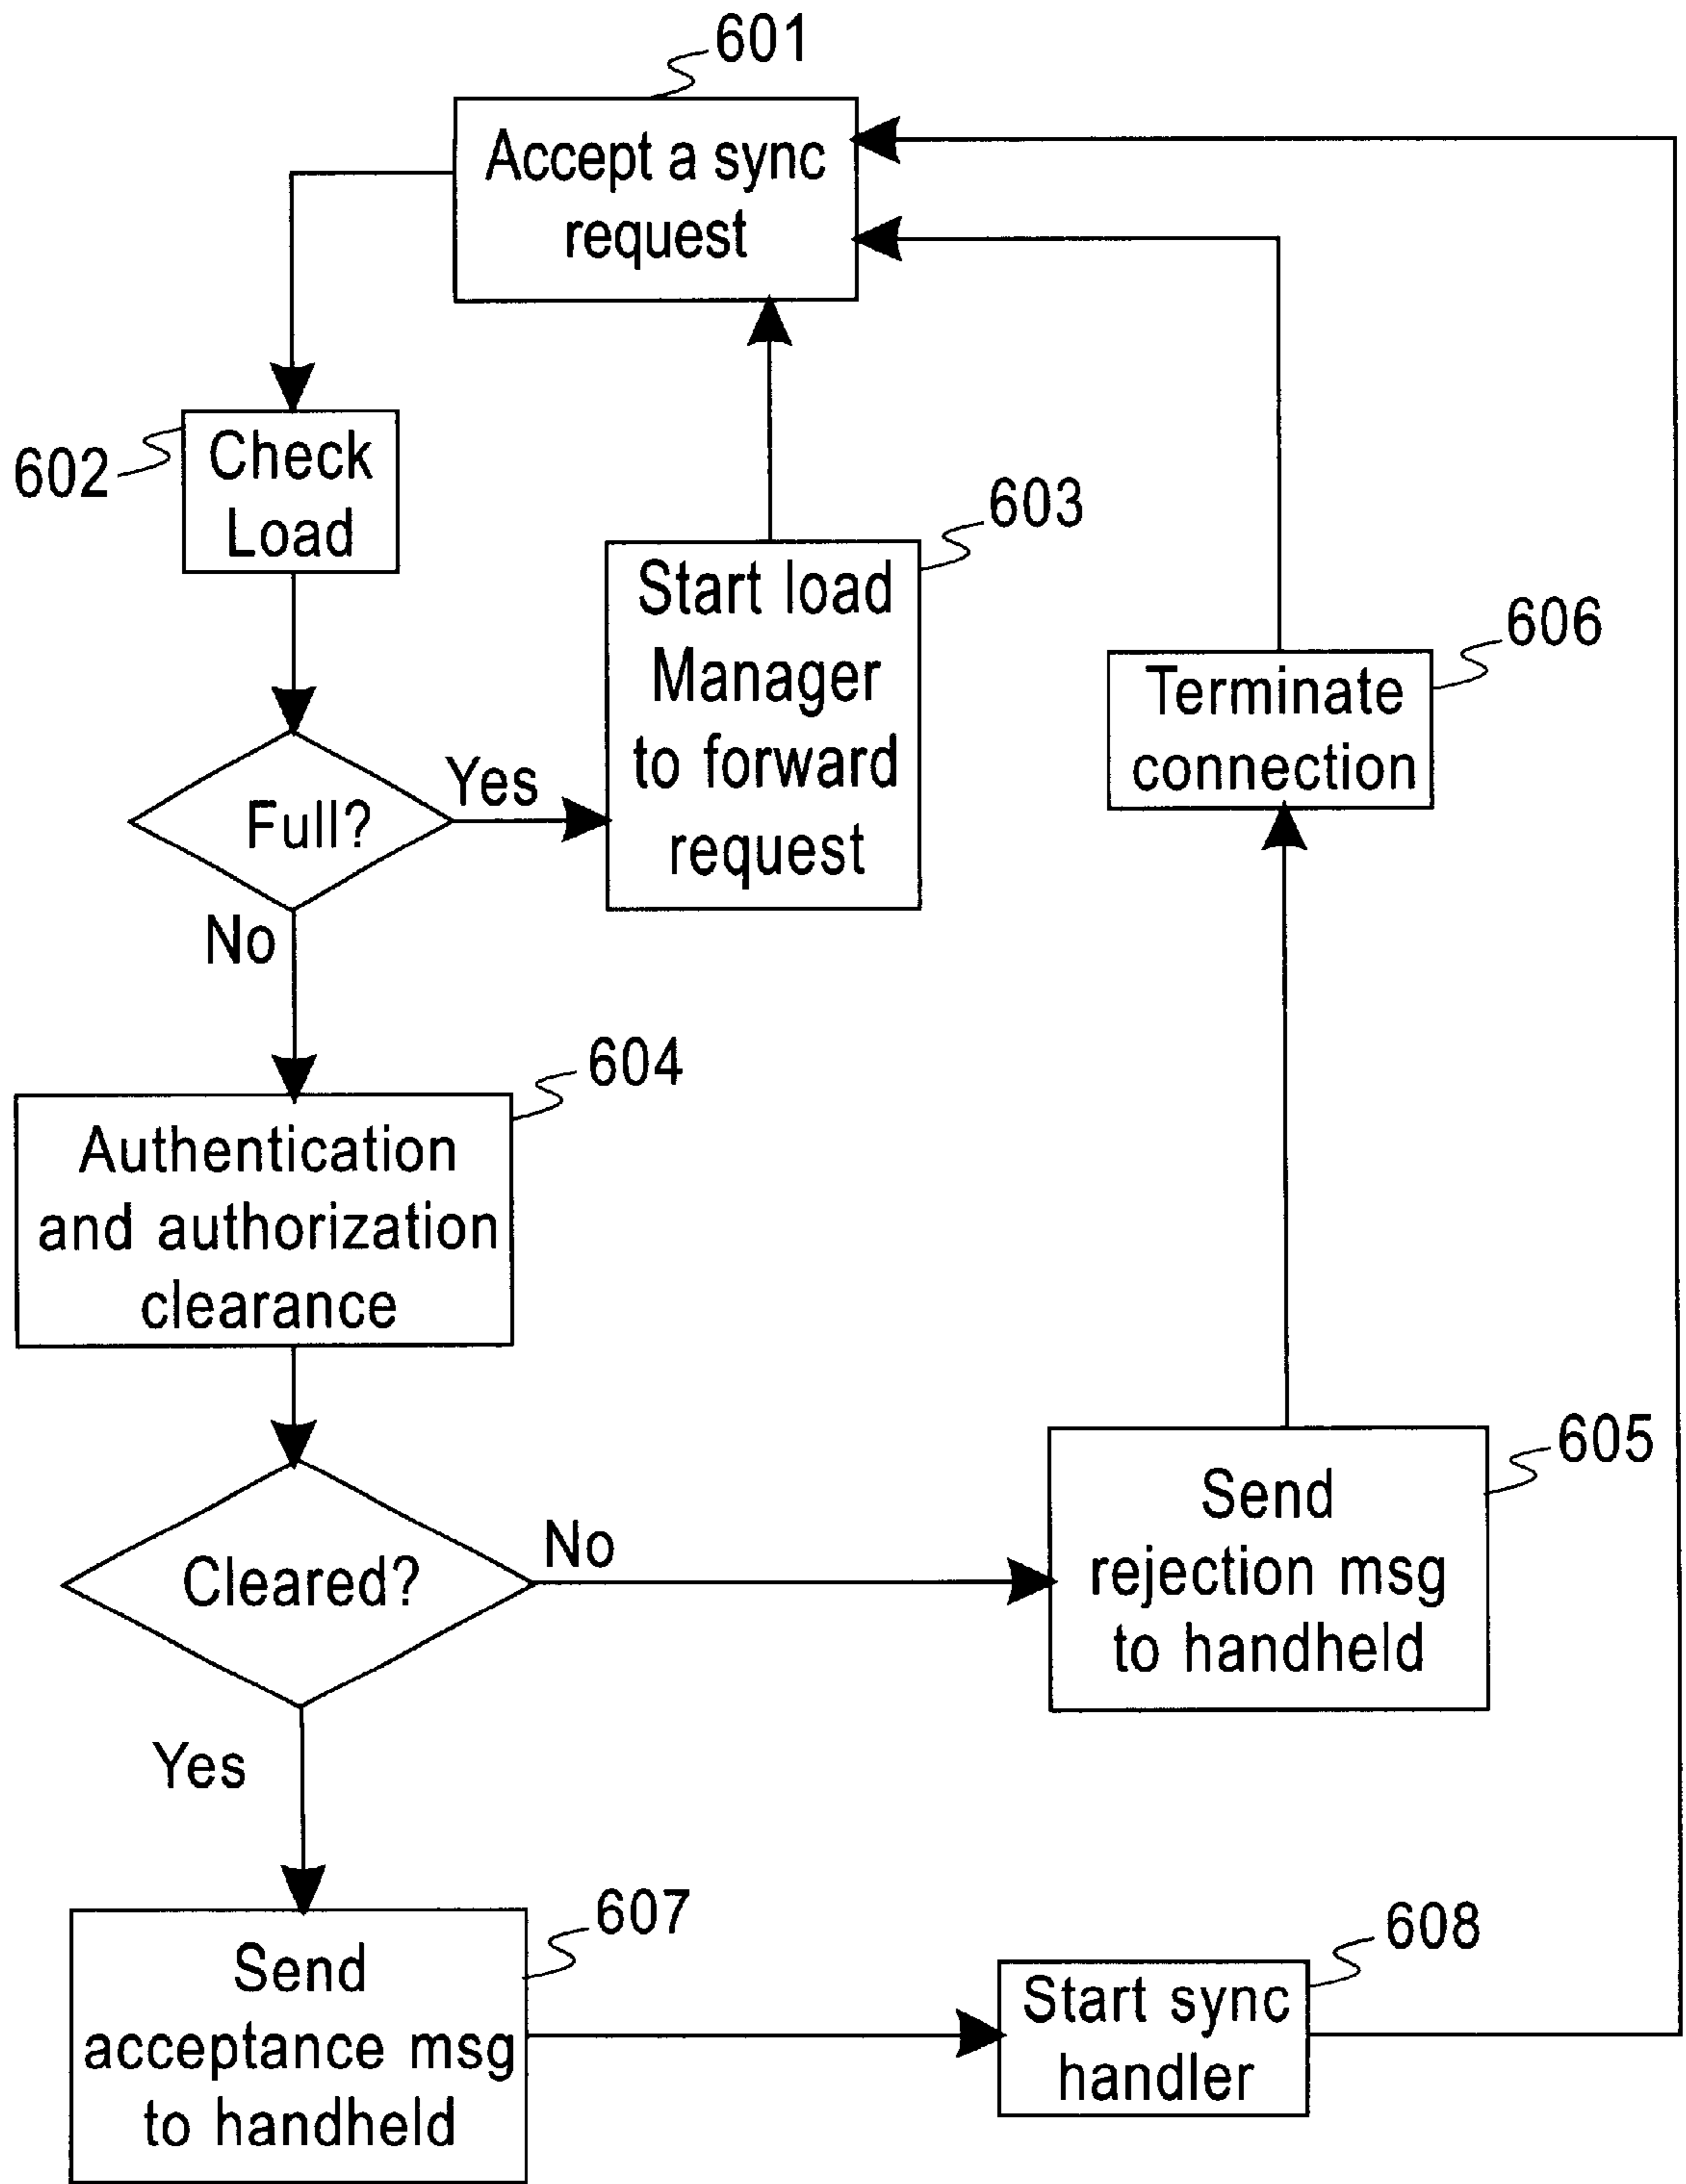 601
Accept a sync
request
602
Check
Load
603
Start load
Manager
to forward
request
606
Terminate
connection
Full?
Yes
No
604
Authentication
and authorization
clearance
605
Send
rejection msg
to handheld
Cleared?
No
Yes
607
Send
acceptance msg
to handheld
608
Start sync
handler